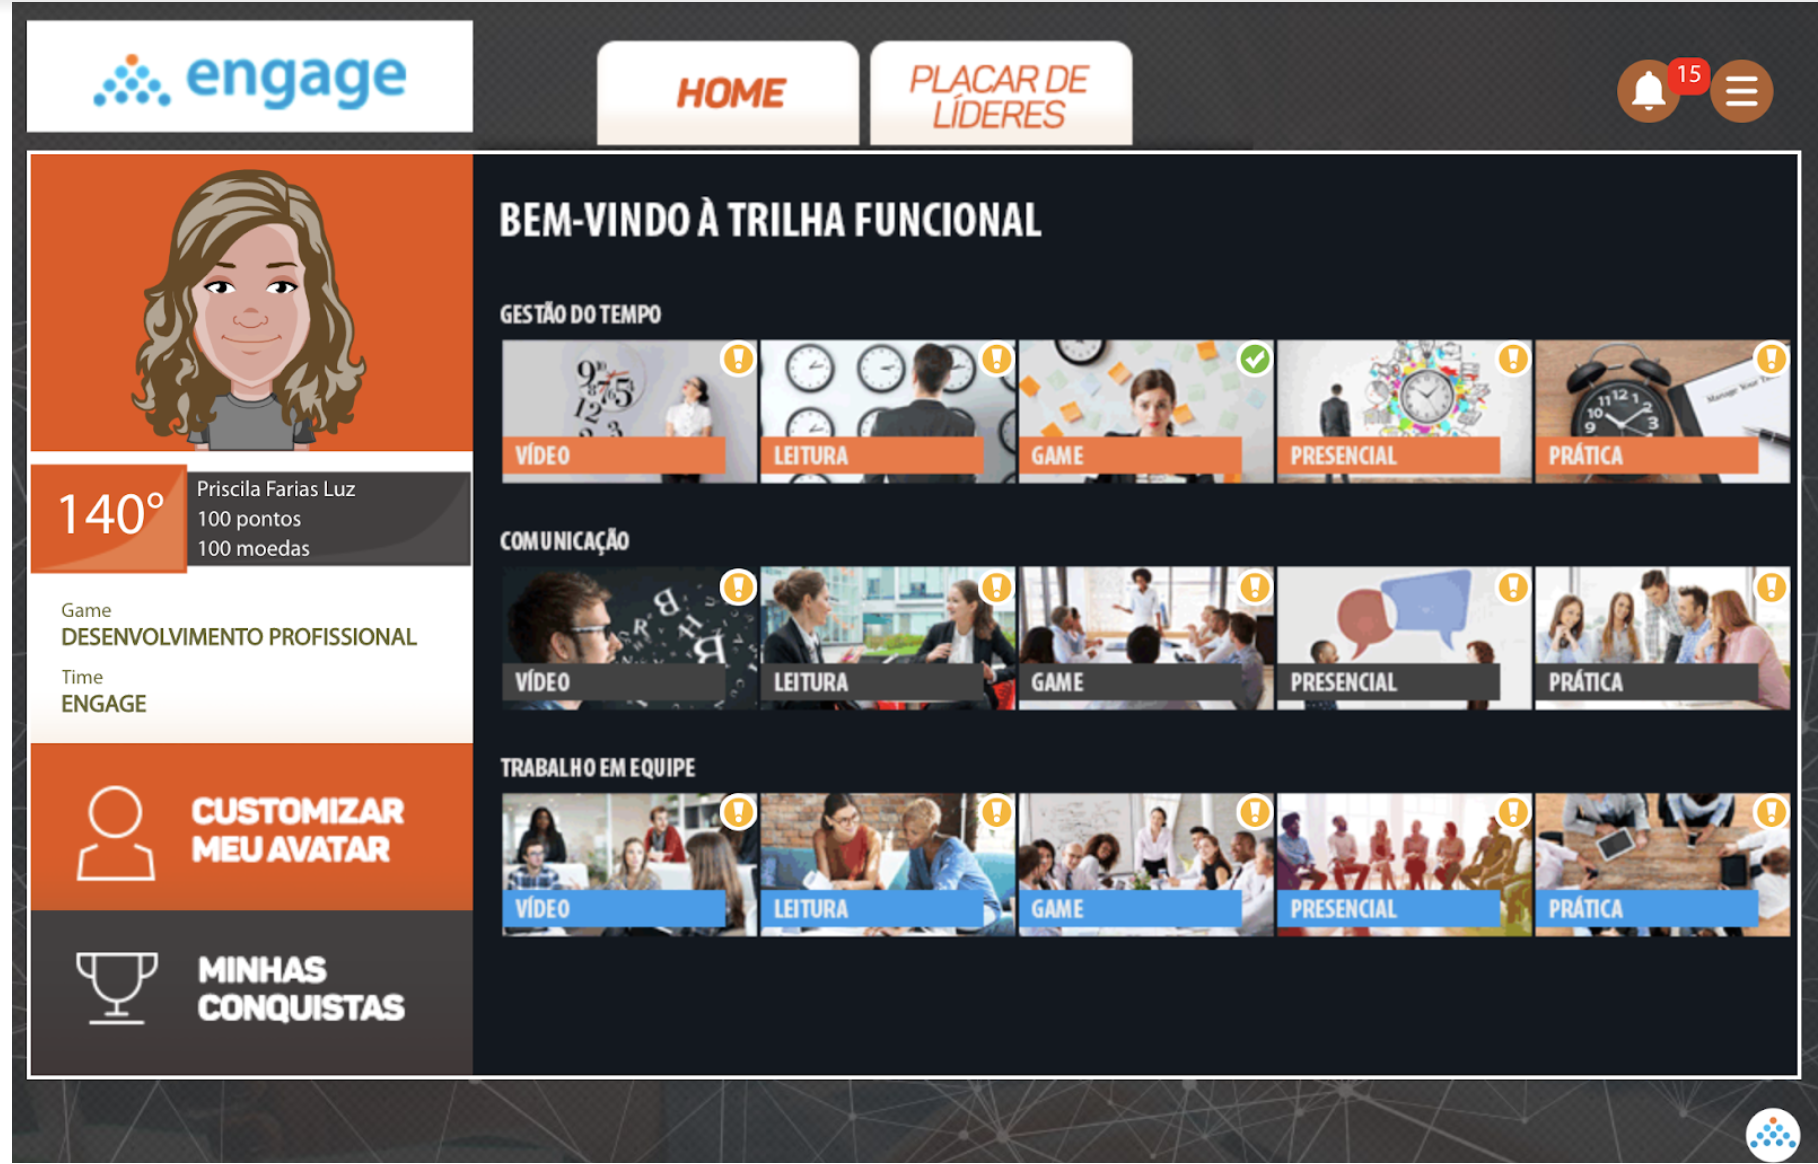 engage
HOME
PLACAR DE
LÍDERES
15
140º
Priscila Farias Luz
100 pontos
100 moedas
Game
DESENVOLVIMENTO PROFISSIONAL
Time
ENGAGE
CUSTOMIZAR
MEU AVATAR
MINHAS
CONQUISTAS
BEM-VINDO À TRILHA FUNCIONAL
GESTÃO DO TEMPO
VÍDEO
LEITURA
GAME
PRESENCIAL
PRÁTICA
COMUNICAÇÃO
VÍDEO
LEITURA
GAME
PRESENCIAL
PRÁTICA
TRABALHO EM EQUIPE
VÍDEO
LEITURA
GAME
PRESENCIAL
PRÁTICA